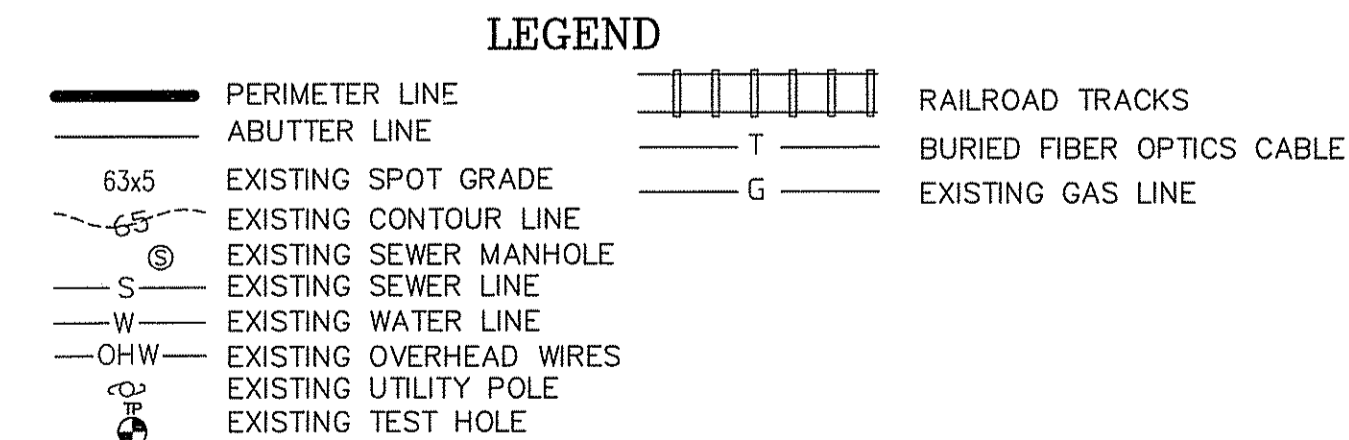 LEGEND
PERIMETER LINE
ABUTTER LINE
63x5 EXISTING SPOT GRADE
65 EXISTING CONTOUR LINE
S EXISTING SEWER MANHOLE
S EXISTING SEWER LINE
W EXISTING WATER LINE
OHW EXISTING OVERHEAD WIRES
EXISTING UTILITY POLE
TP EXISTING TEST HOLE
RAILROAD TRACKS
T BURIED FIBER OPTICS CABLE
G EXISTING GAS LINE